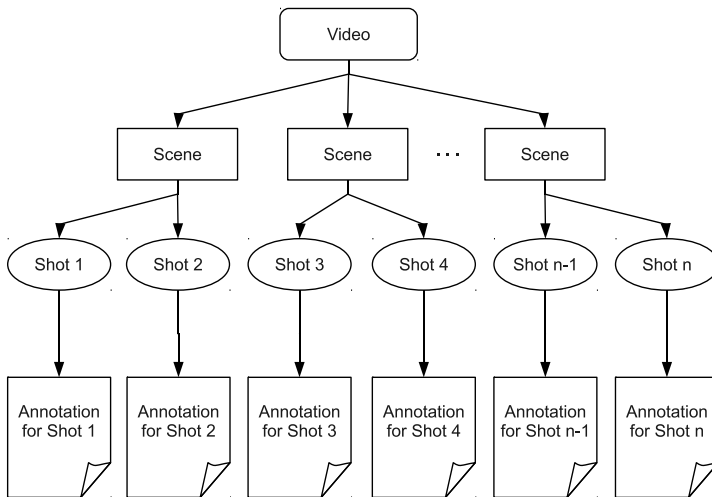 Video
Scene
Scene
...
Scene
Shot 1
Shot 2
Shot 3
Shot 4
Shot n-1
Shot n
Annotation
for Shot 1
Annotation
for Shot 2
Annotation
for Shot 3
Annotation
for Shot 4
Annotation
for Shot n-1
Annotation
for Shot n